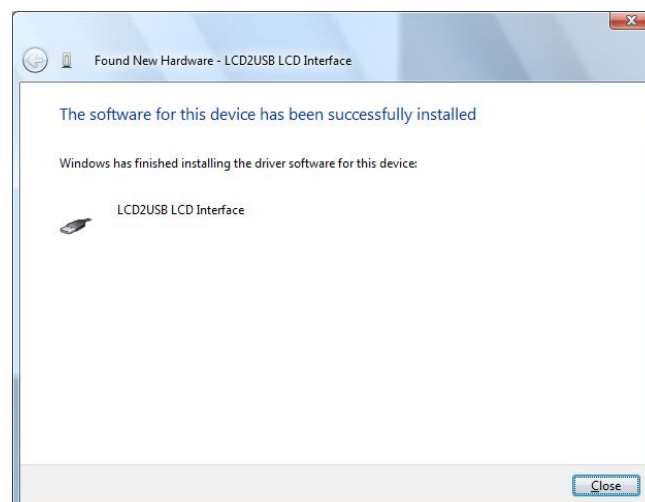 Found New Hardware - LCD2USB LCD Interface
The software for this device has been successfully installed
Windows has finished installing the driver software for this device:
LCD2USB LCD Interface
Close